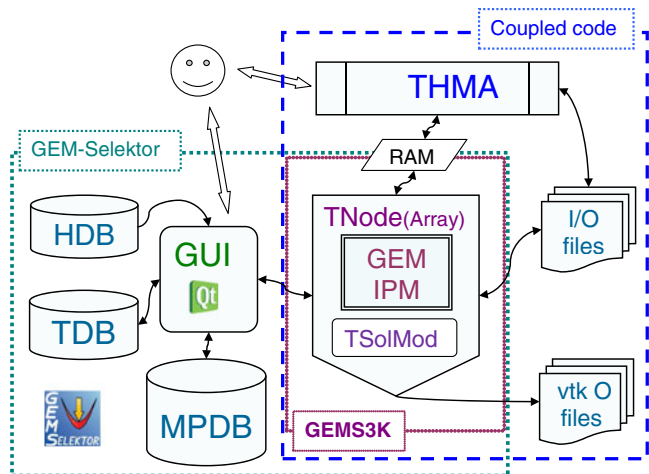 Coupled code
THMA
GEM-Selektor
RAM
TNode(Array)
HDB
GUI
Qt
GEM
IPM
I/O
files
TDB
TSolMod
MPDB
vtk O
files
GEMS3K
GEM
SELEKTOR